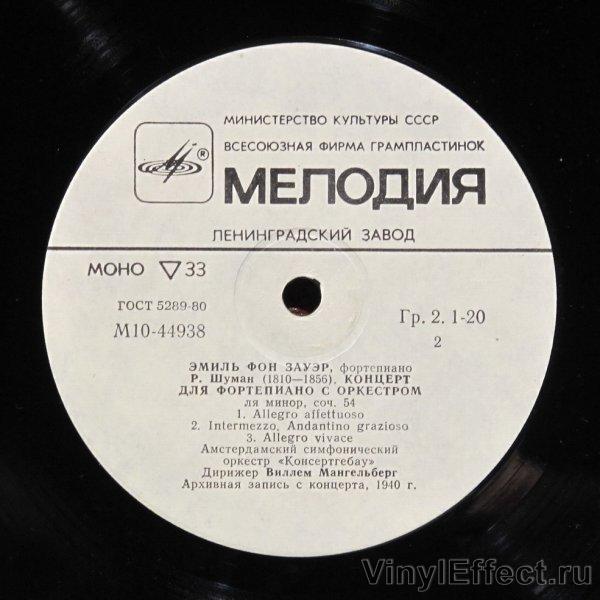 МИНИСТЕРСТВО КУЛЬТУРЫ СССР
ВСЕСОЮЗНАЯ ФИРМА ГРАМПЛАСТИНОК
®
МЕЛОДИЯ
ЛЕНИНГРАДСКИЙ ЗАВОД
МОНО ▽ 33
ГОСТ 5289-80
М10-44938
Гр. 2. 1-20
2
ЭМИЛЬ ФОН ЗАУЭР, фортепиано
Р. Шуман (1810—1856). КОНЦЕРТ
ДЛЯ ФОРТЕПИАНО С ОРКЕСТРОМ
ля минор, соч. 54
1. Allegro affettuoso
2. Intermezzo, Andantino grazioso
3. Allegro vivace
Амстердамский симфонический
оркестр «Консертгебау»
Дирижер Виллем Мангельберг
Архивная запись с концерта, 1940 г.
VinylEffect.ru